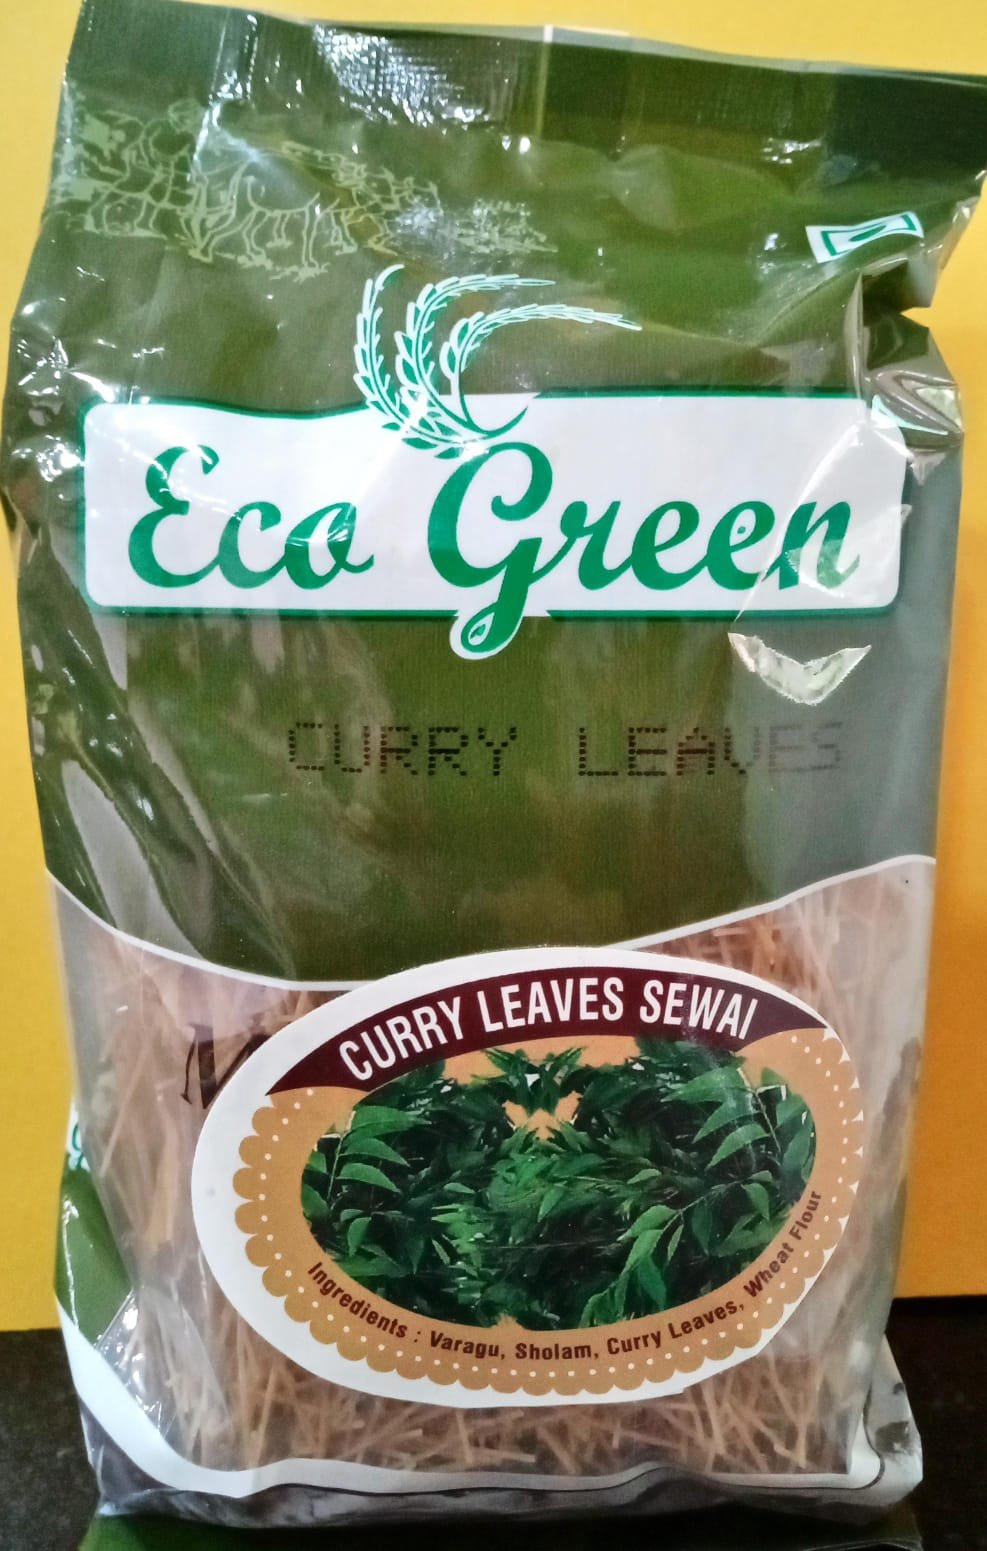 Eco Green
CURRY LEAVES
CURRY LEAVES SEWAI
Ingredients : Varagu, Sholam, Curry Leaves, Wheat Flour